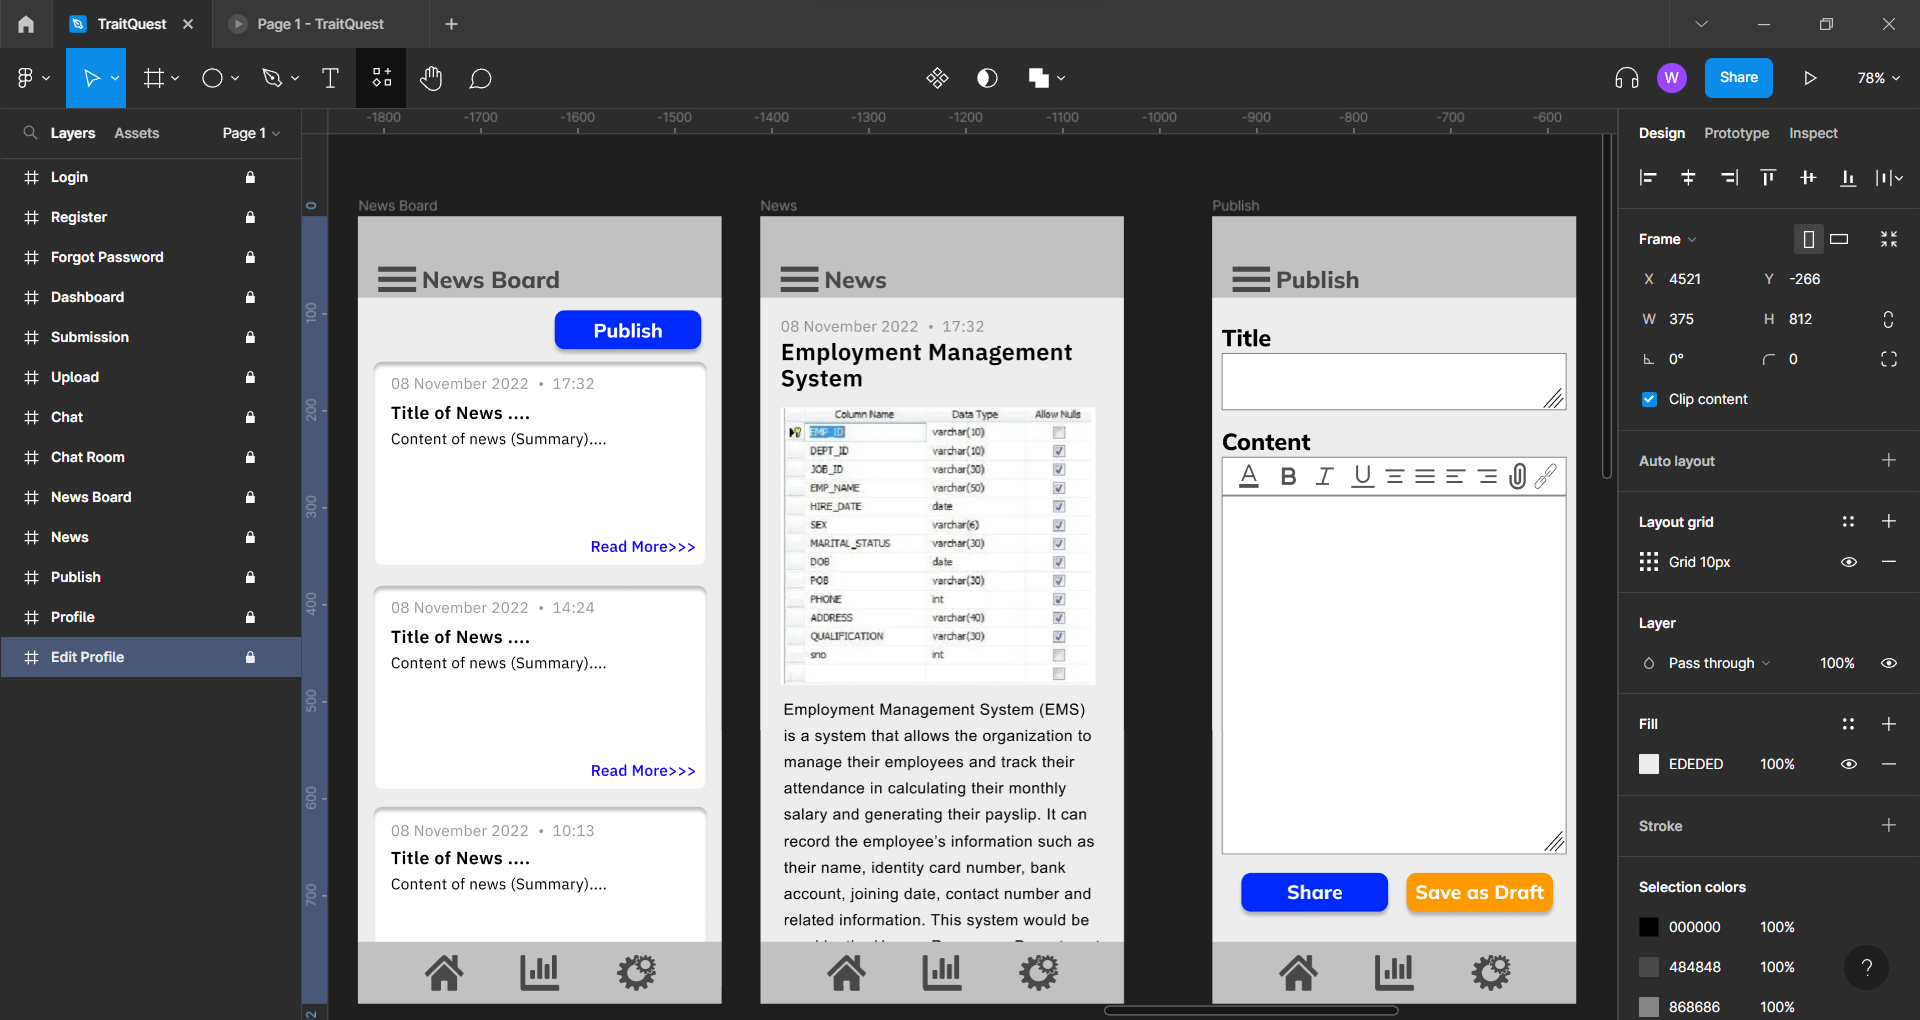 TraitQuest
Page 1 - TraitQuest
W
Share
78%
Layers
Assets
Page 1
Login
Register
Forgot Password
Dashboard
Submission
Upload
Chat
Chat Room
News Board
News
Publish
Profile
Edit Profile
-1800 -1700 -1600 -1500 -1400 -1300 -1200 -1100 -1000 -900 -800 -700 -600
0
100
200
300
400
500
600
700
News Board
News Board
Publish
08 November 2022 • 17:32
Title of News ....
Content of news (Summary)....
Read More>>>
08 November 2022 • 14:24
Title of News ....
Content of news (Summary)....
Read More>>>
08 November 2022 • 10:13
Title of News ....
Content of news (Summary)....
News
News
08 November 2022 • 17:32
Employment Management
System
Column Name Data Type Allow Nulls
EMP_ID varchar(10)
DEPT_ID varchar(10)
JOB_ID varchar(30)
EMP_NAME varchar(50)
HIRE_DATE date
SEX varchar(6)
MARITAL_STATUS varchar(30)
DOB date
POB varchar(30)
PHONE int
ADDRESS varchar(40)
QUALIFICATION varchar(30)
sno int
Employment Management System (EMS)
is a system that allows the organization to
manage their employees and track their
attendance in calculating their monthly
salary and generating their payslip. It can
record the employee's information such as
their name, identity card number, bank
account, joining date, contact number and
related information. This system would be
Publish
Publish
Title
Content
A B I U
Share
Save as Draft
Design
Prototype
Inspect
Frame
X 4521
Y -266
W 375
H 812
0°
0
Clip content
Auto layout
Layout grid
Grid 10px
Layer
Pass through
100%
Fill
EDEDED 100%
Stroke
Selection colors
000000 100%
484848 100%
868686 100%
?